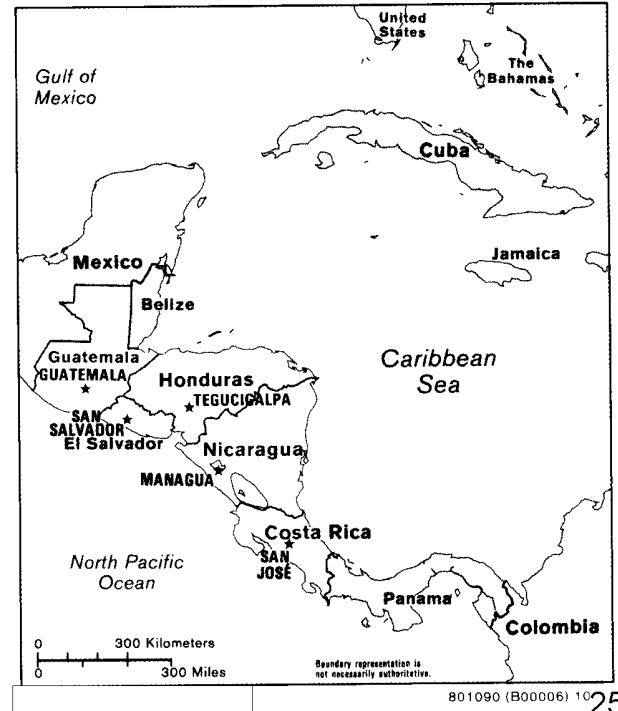 United
States
Gulf of
Mexico
The
Bahamas
Cuba
Mexico
Jamaica
Belize
Guatemala
GUATEMALA
Caribbean
Sea
Honduras
TEGUCIGALPA
SAN
SALVADOR
El Salvador
Nicaragua
MANAGUA
Costa Rica
SAN
JOSÉ
North Pacific
Ocean
Panama
Colombia
0 300 Kilometers
0 300 Miles
Boundary representation is
not necessarily authoritative.
801090 (B00006) 10
25